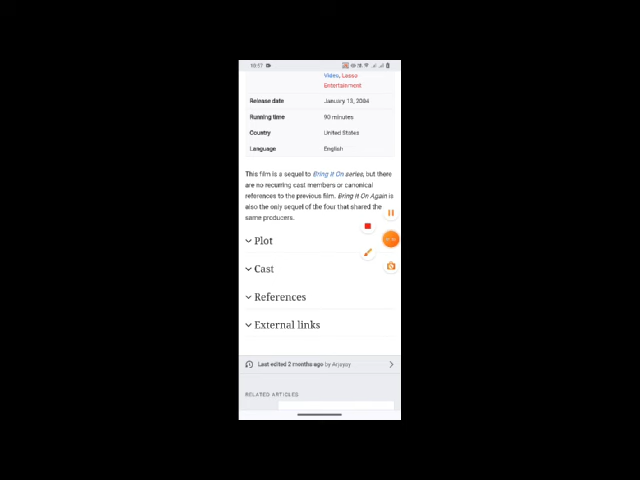 18:57
Video, Lasso
Entertainment
Release date January 13, 2004
Running time 90 minutes
Country United States
Language English
This film is a sequel to Bring It On series, but there
are no recurring cast members or canonical
references to the previous film. Bring It On Again is
also the only sequel of the four that shared the
same producers.
Plot
Cast
References
External links
Last edited 2 months ago by Arjayay
RELATED ARTICLES